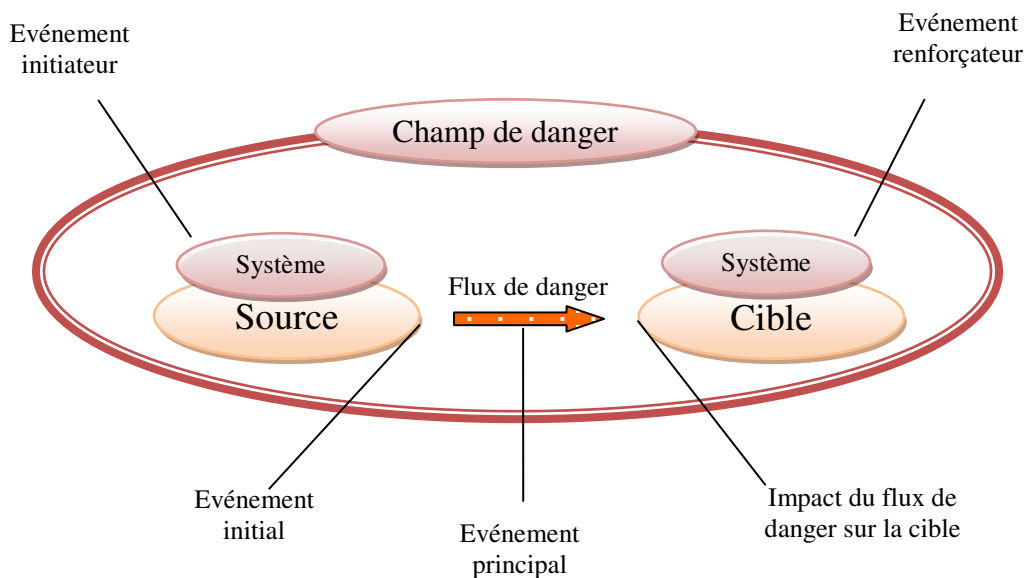 Evénement
initiateur
Evénement
renforçateur
Champ de danger
Système
Source
Flux de danger
Système
Cible
Evénement
initial
Evénement
principal
Impact du flux de
danger sur la cible